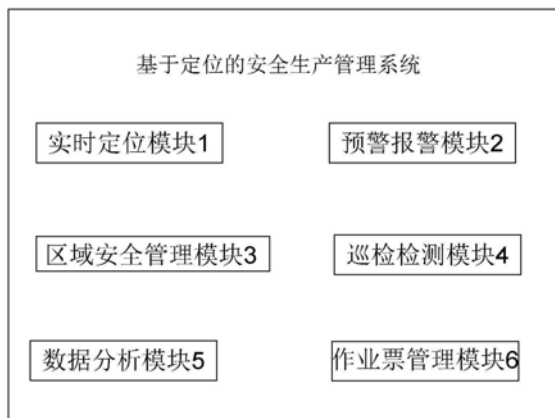 基于定位的安全生产管理系统
实时定位模块1
预警报警模块2
区域安全管理模块3
巡检检测模块4
数据分析模块5
作业票管理模块6